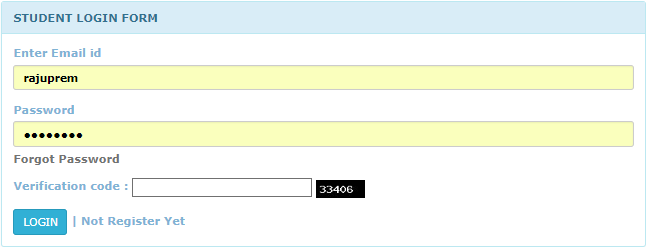 STUDENT LOGIN FORM
Enter Email id
rajuprem
Password
●●●●●●●●
Forgot Password
Verification code : 33406
LOGIN | Not Register Yet